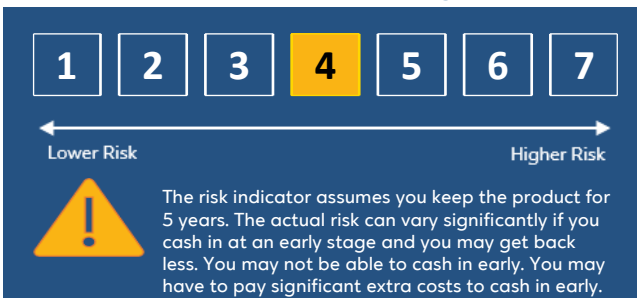 1 2 3 4 5 6 7
Lower Risk Higher Risk
!
The risk indicator assumes you keep the product for
5 years. The actual risk can vary significantly if you
cash in at an early stage and you may get back
less. You may not be able to cash in early. You may
have to pay significant extra costs to cash in early.